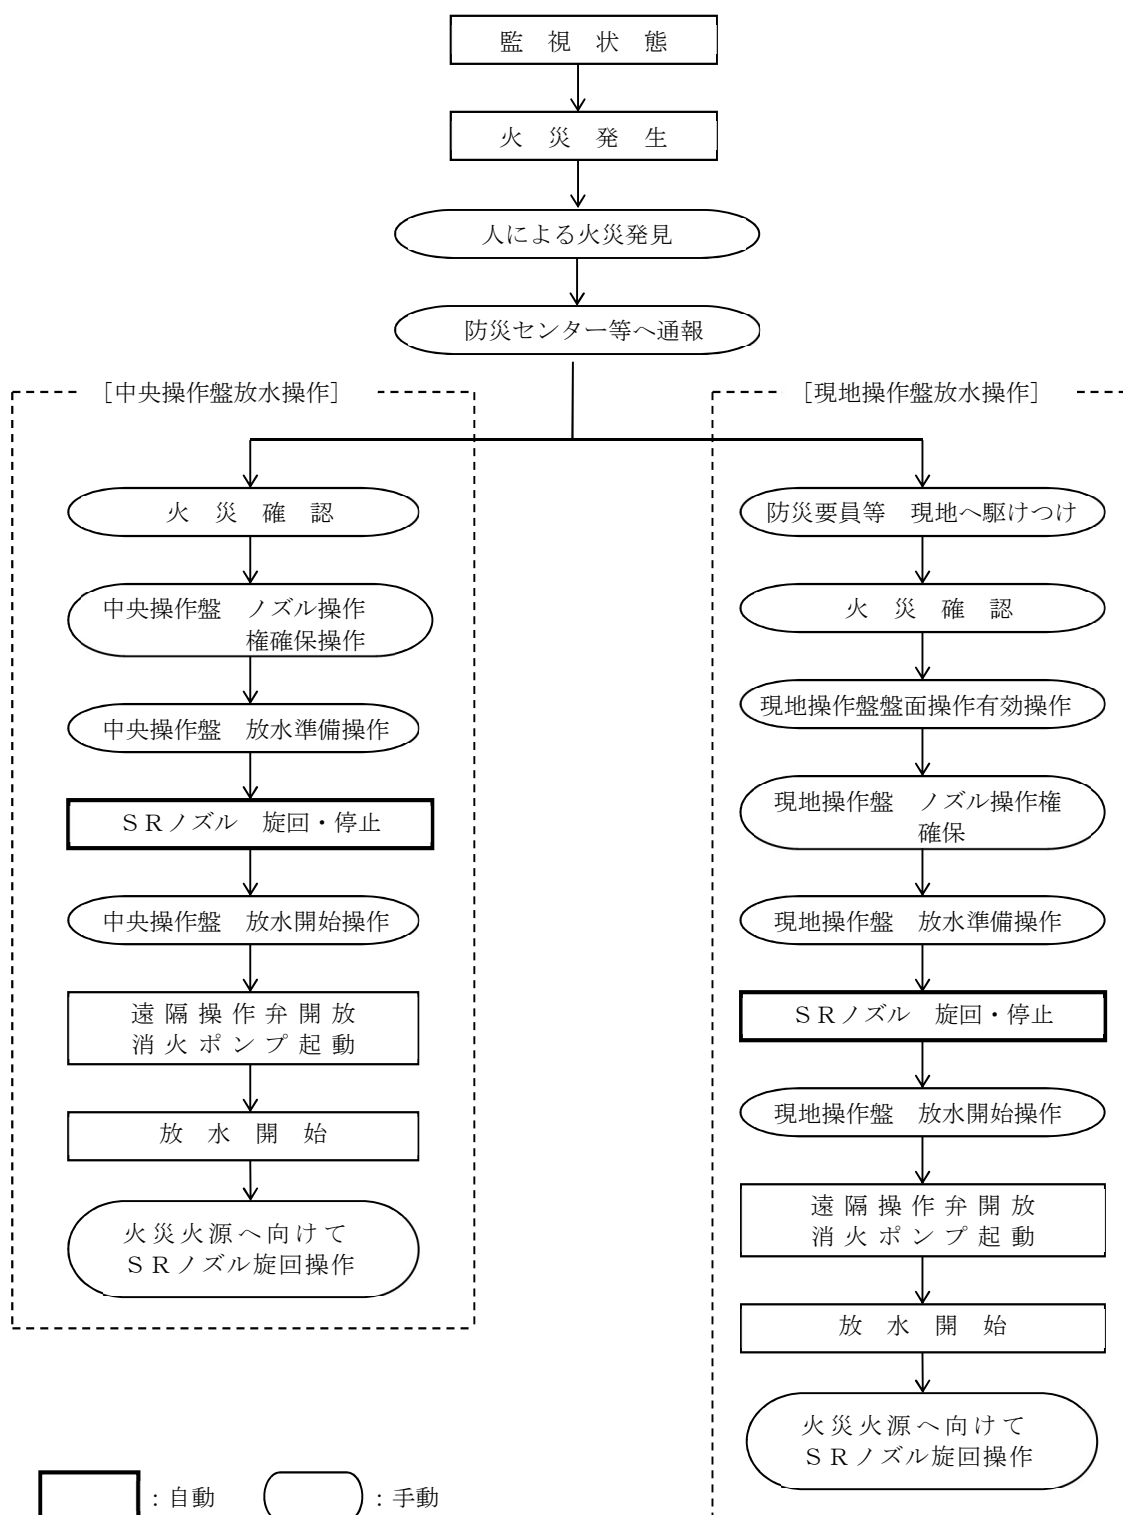 監 視 状 態
火 災 発 生
人による火災発見
防災センター等へ通報
［中央操作盤放水操作］
火 災 確 認
中央操作盤 ノズル操作
権確保操作
中央操作盤 放水準備操作
ＳＲノズル 旋回・停止
中央操作盤 放水開始操作
遠隔操作弁開放
消火ポンプ起動
放 水 開 始
火災火源へ向けて
ＳＲノズル旋回操作
［現地操作盤放水操作］
防災要員等 現地へ駆けつけ
火 災 確 認
現地操作盤盤面操作有効操作
現地操作盤 ノズル操作権
確保
現地操作盤 放水準備操作
ＳＲノズル 旋回・停止
現地操作盤 放水開始操作
遠隔操作弁開放
消火ポンプ起動
放 水 開 始
火災火源へ向けて
ＳＲノズル旋回操作
：自動 ：手動